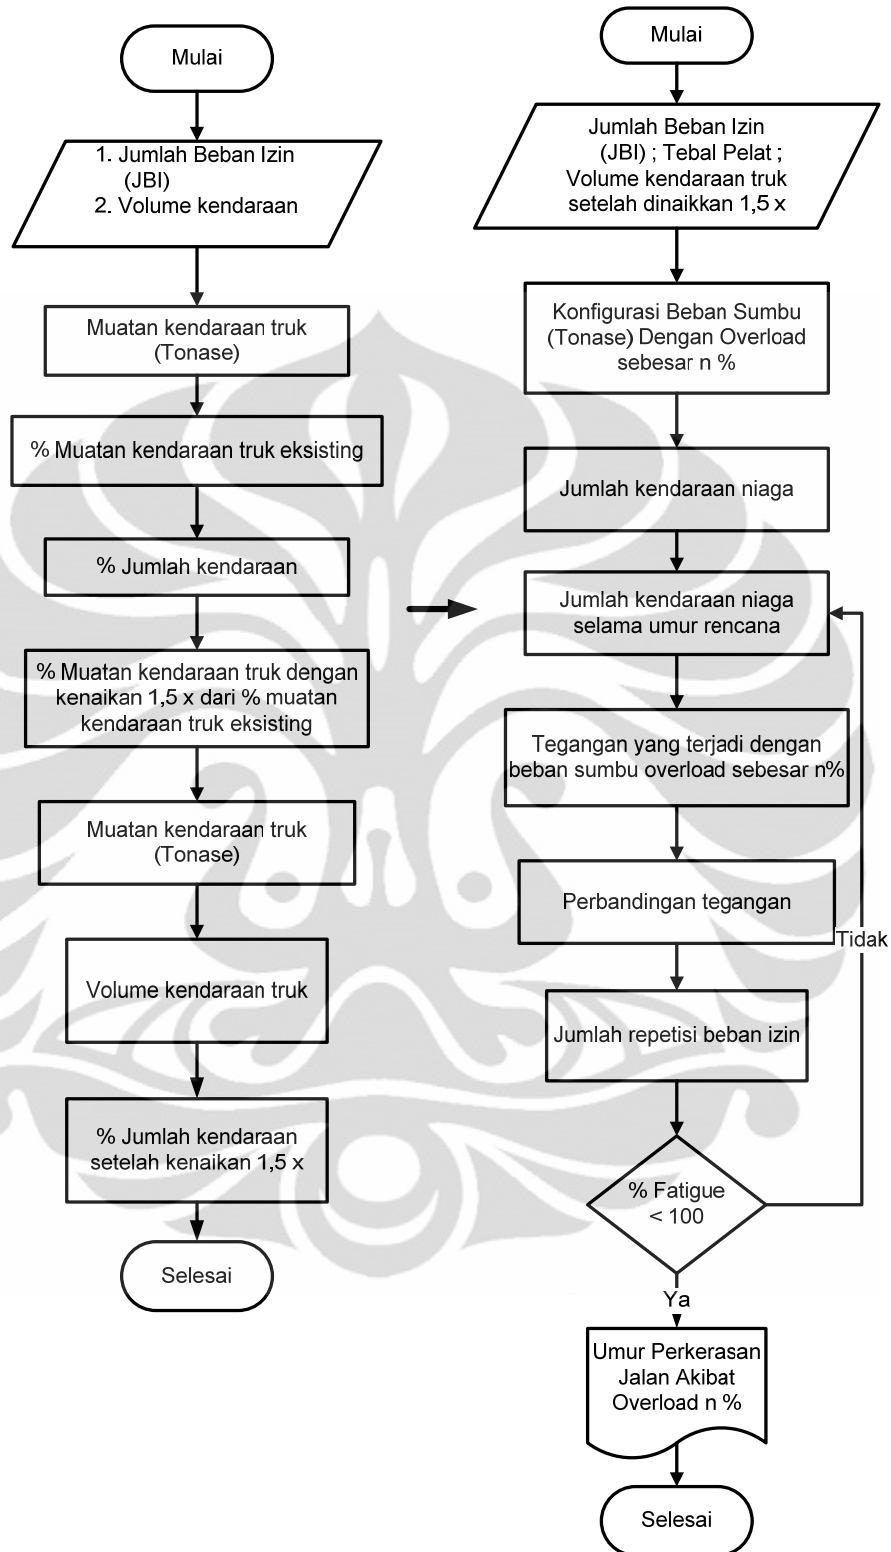 Mulai
1. Jumlah Beban Izin
(JBI)
2. Volume kendaraan
Muatan kendaraan truk
(Tonase)
% Muatan kendaraan truk eksisting
% Jumlah kendaraan
% Muatan kendaraan truk dengan
kenaikan 1,5 x dari % muatan
kendaraan truk eksisting
Muatan kendaraan truk
(Tonase)
Volume kendaraan truk
% Jumlah kendaraan
setelah kenaikan 1,5 x
Selesai
Mulai
Jumlah Beban Izin
(JBI) ; Tebal Pelat ;
Volume kendaraan truk
setelah dinaikkan 1,5 x
Konfigurasi Beban Sumbu
(Tonase) Dengan Overload
sebesar n %
Jumlah kendaraan niaga
Jumlah kendaraan niaga
selama umur rencana
Tegangan yang terjadi dengan
beban sumbu overload sebesar n%
Perbandingan tegangan
Tidak
Jumlah repetisi beban izin
% Fatigue
< 100
Ya
Umur Perkerasan
Jalan Akibat
Overload n %
Selesai